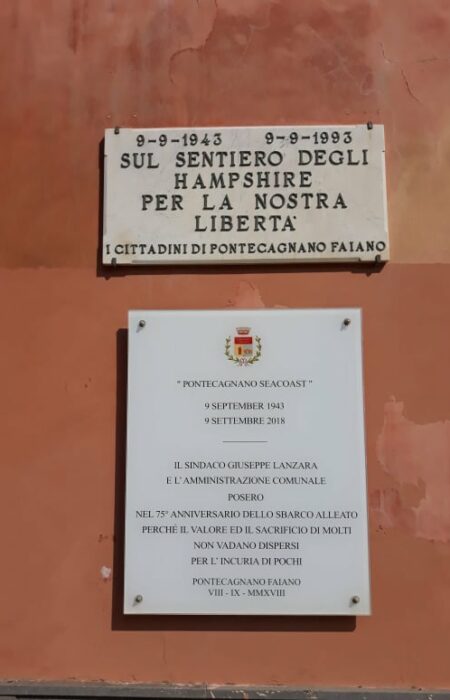 9-9-1943 9-9-1993
SUL SENTIERO DEGLI
HAMPSHIRE
PER LA NOSTRA
LIBERTA'
I CITTADINI DI PONTECAGNANO FAIANO
" PONTECAGNANO SEACOAST "
9 SEPTEMBER 1943
9 SETTEMBRE 2018
IL SINDACO GIUSEPPE LANZARA
E L' AMMINISTRAZIONE COMUNALE
POSERO
NEL 75° ANNIVERSARIO DELLO SBARCO ALLEATO
PERCHÉ IL VALORE ED IL SACRIFICIO DI MOLTI
NON VADANO DISPERSI
PER L' INCURIA DI POCHI
PONTECAGNANO FAIANO
VIII - IX - MMXVIII